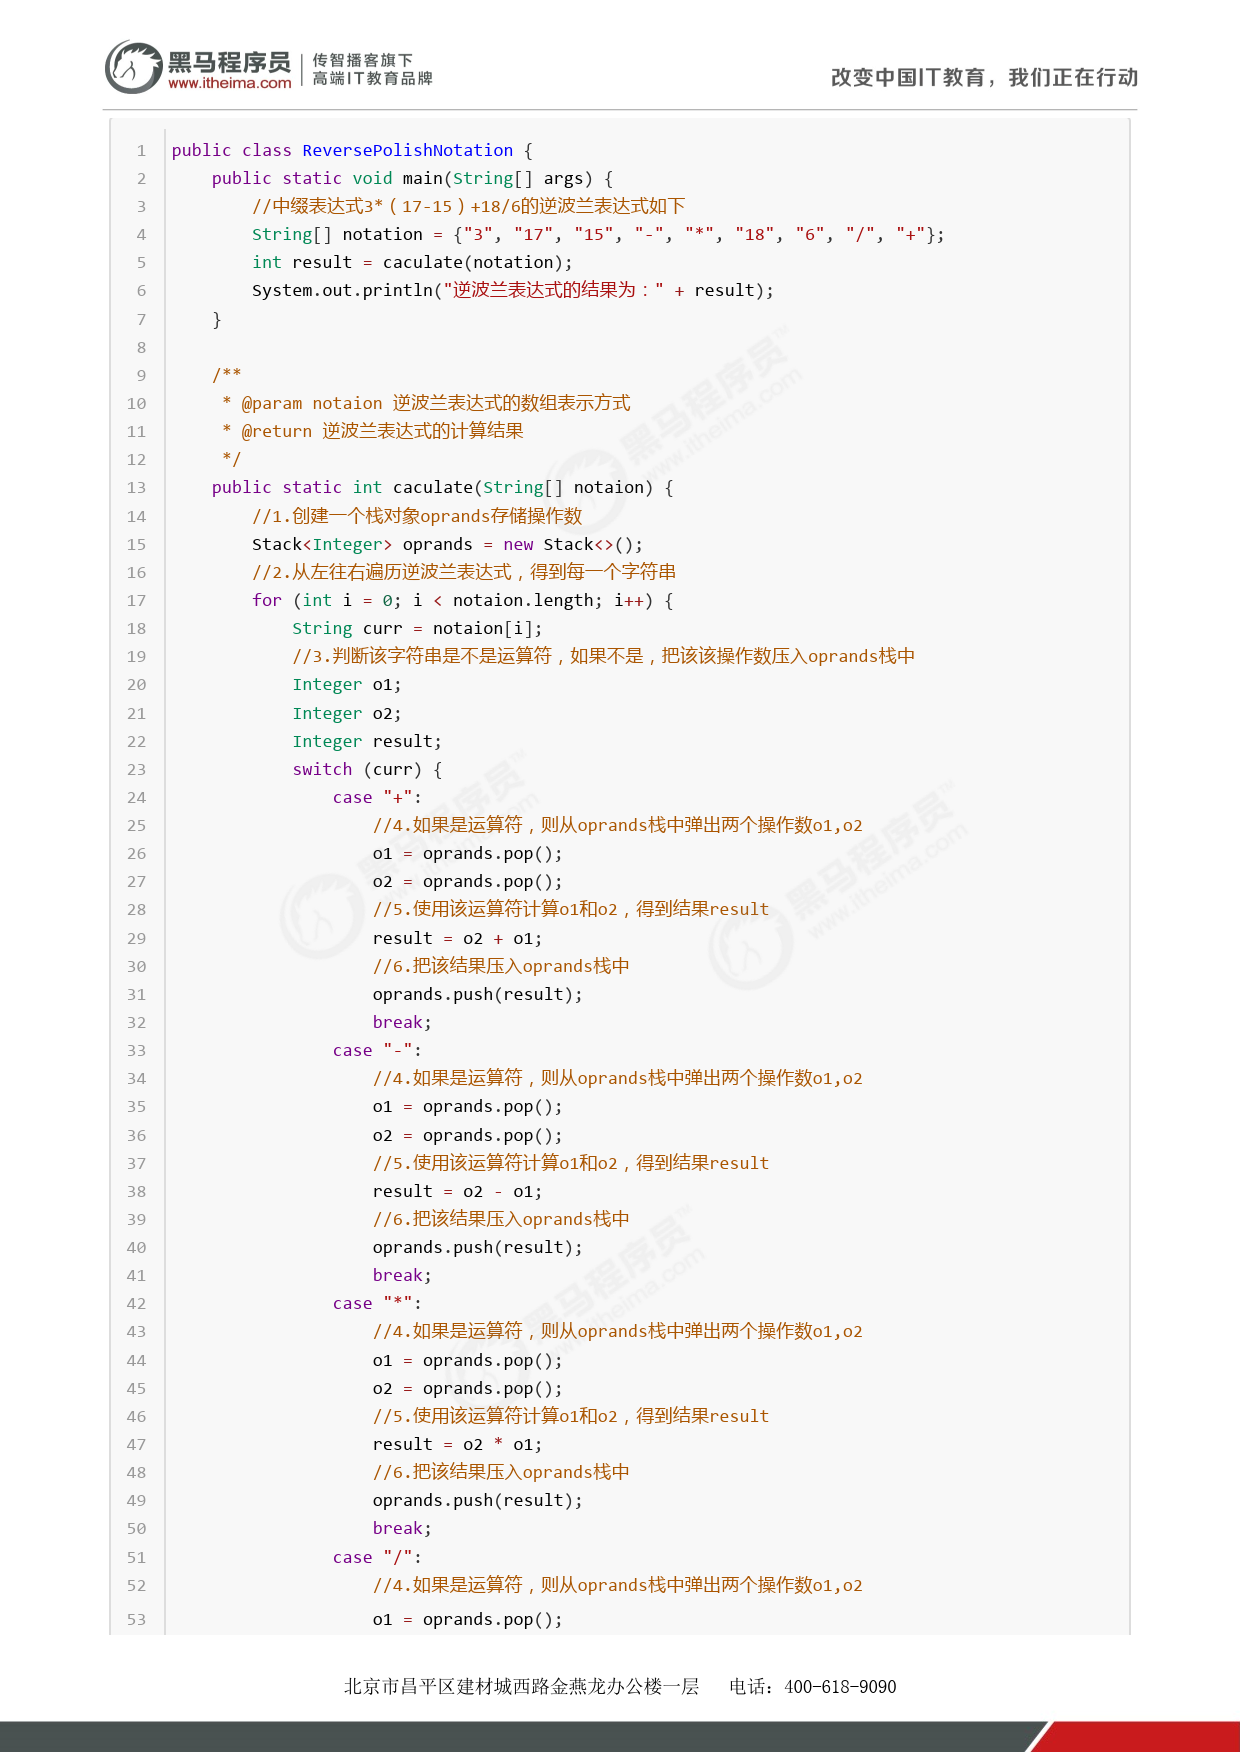 黑马程序员 www.itheima.com 传智播客旗下 高端IT教育品牌
改变中国IT教育，我们正在行动
1 public class ReversePolishNotation {
2     public static void main(String[] args) {
3         //中缀表达式3*（17-15）+18/6的逆波兰表达式如下
4         String[] notation = {"3", "17", "15", "-", "*", "18", "6", "/", "+"};
5         int result = caculate(notation);
6         System.out.println("逆波兰表达式的结果为：" + result);
7     }
8
9     /**
10      * @param notaion 逆波兰表达式的数组表示方式
11      * @return 逆波兰表达式的计算结果
12      */
13     public static int caculate(String[] notaion) {
14         //1.创建一个栈对象oprands存储操作数
15         Stack<Integer> oprands = new Stack<>();
16         //2.从左往右遍历逆波兰表达式，得到每一个字符串
17         for (int i = 0; i < notaion.length; i++) {
18             String curr = notaion[i];
19             //3.判断该字符串是不是运算符，如果不是，把该该操作数压入oprands栈中
20             Integer o1;
21             Integer o2;
22             Integer result;
23             switch (curr) {
24                 case "+":
25                     //4.如果是运算符，则从oprands栈中弹出两个操作数o1,o2
26                     o1 = oprands.pop();
27                     o2 = oprands.pop();
28                     //5.使用该运算符计算o1和o2，得到结果result
29                     result = o2 + o1;
30                     //6.把该结果压入oprands栈中
31                     oprands.push(result);
32                     break;
33                 case "-":
34                     //4.如果是运算符，则从oprands栈中弹出两个操作数o1,o2
35                     o1 = oprands.pop();
36                     o2 = oprands.pop();
37                     //5.使用该运算符计算o1和o2，得到结果result
38                     result = o2 - o1;
39                     //6.把该结果压入oprands栈中
40                     oprands.push(result);
41                     break;
42                 case "*":
43                     //4.如果是运算符，则从oprands栈中弹出两个操作数o1,o2
44                     o1 = oprands.pop();
45                     o2 = oprands.pop();
46                     //5.使用该运算符计算o1和o2，得到结果result
47                     result = o2 * o1;
48                     //6.把该结果压入oprands栈中
49                     oprands.push(result);
50                     break;
51                 case "/":
52                     //4.如果是运算符，则从oprands栈中弹出两个操作数o1,o2
53                     o1 = oprands.pop();
北京市昌平区建材城西路金燕龙办公楼一层 电话：400-618-9090